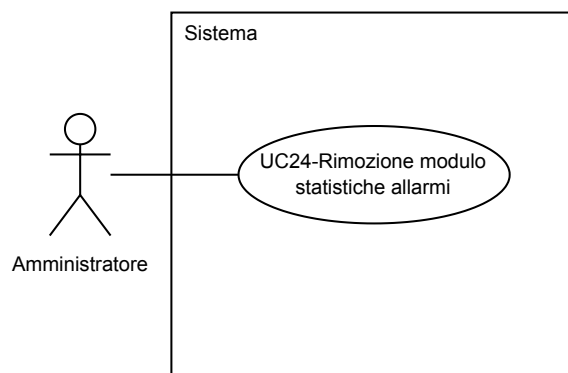 Sistema
UC24-Rimozione modulo
statistiche allarmi
Amministratore